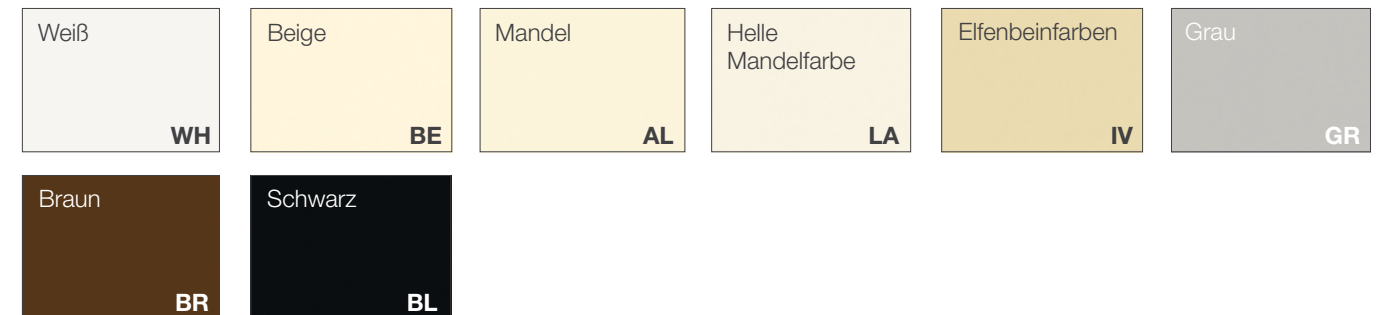 Weiß
WH
Beige
BE
Mandel
AL
Helle
Mandelfarbe
LA
Elfenbeinfarben
IV
Grau
GR
Braun
BR
Schwarz
BL